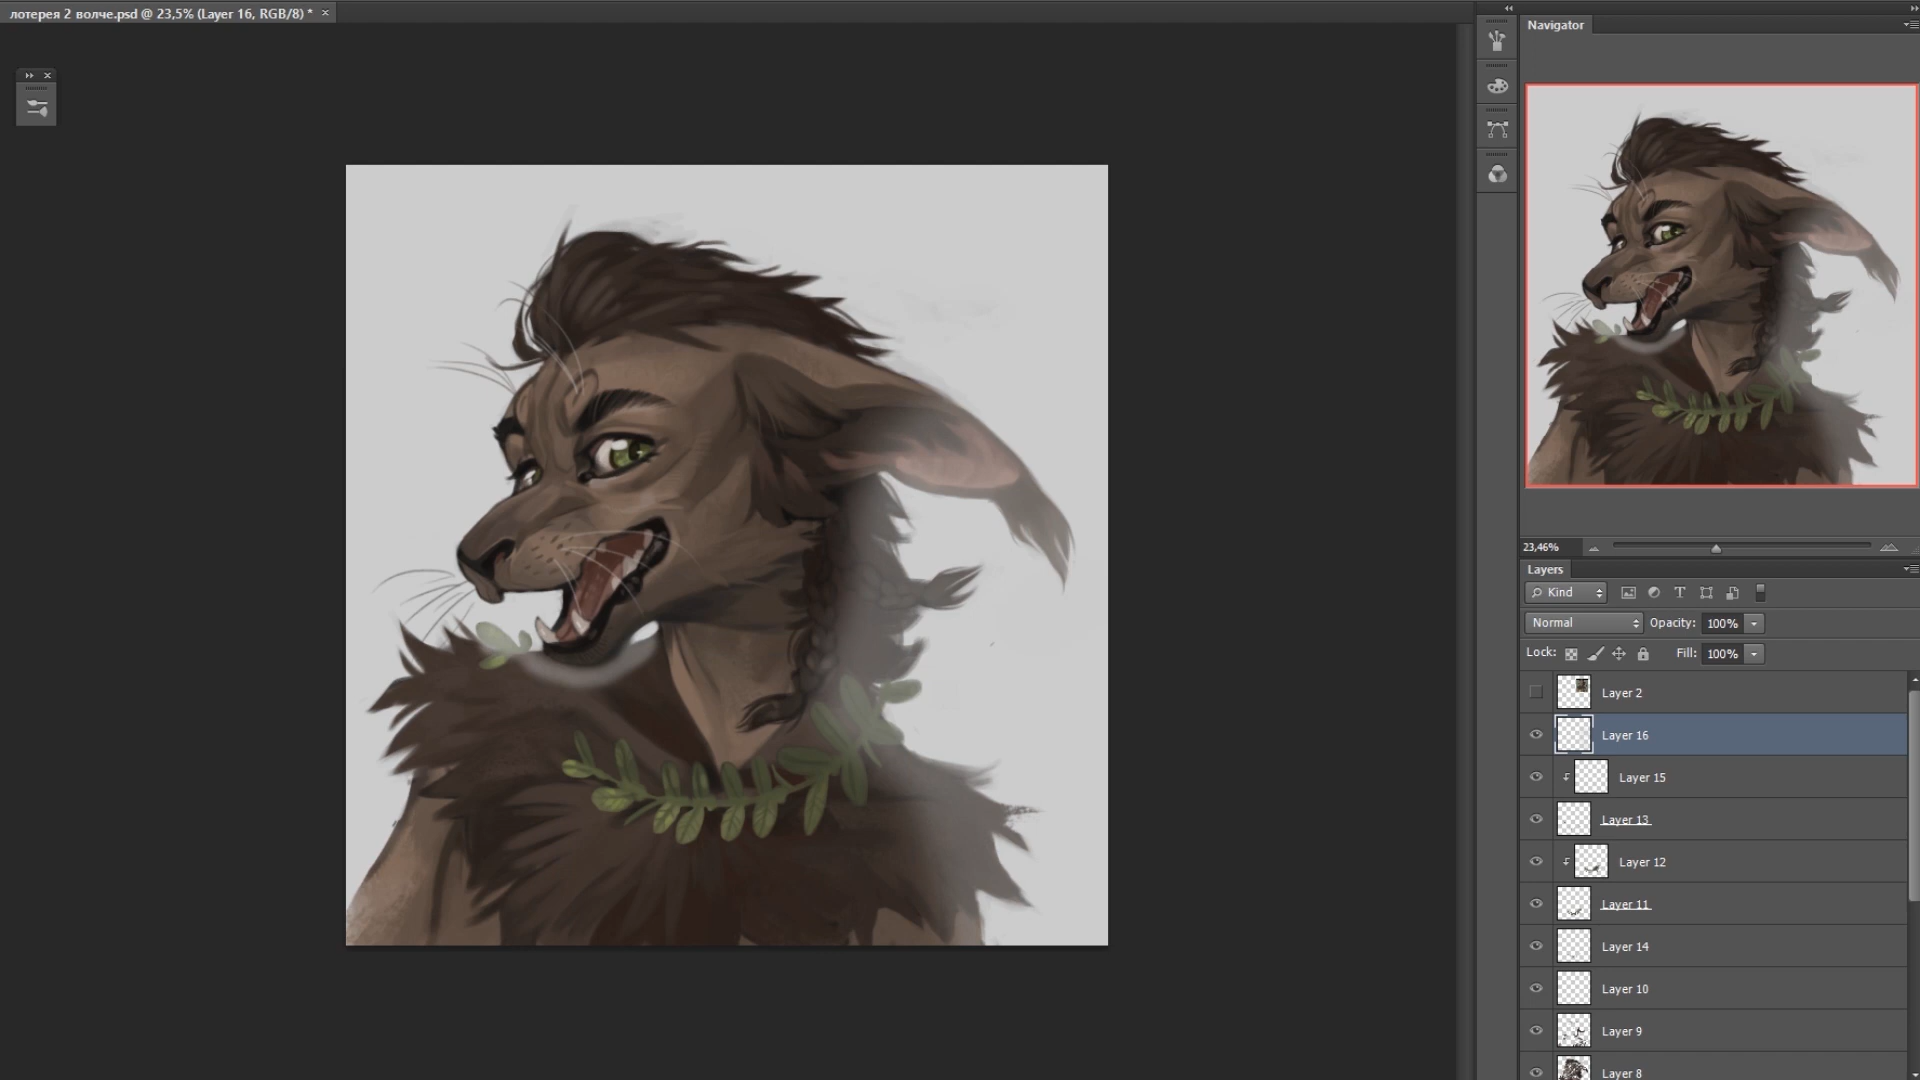 лотерея 2 волче.psd @ 23,5% (Layer 16, RGB/8) *
Navigator
23,46%
Layers
Kind
Normal
Opacity: 100%
Lock:
Fill: 100%
Layer 2
Layer 16
Layer 15
Layer 13
Layer 12
Layer 11
Layer 14
Layer 10
Layer 9
Layer 8